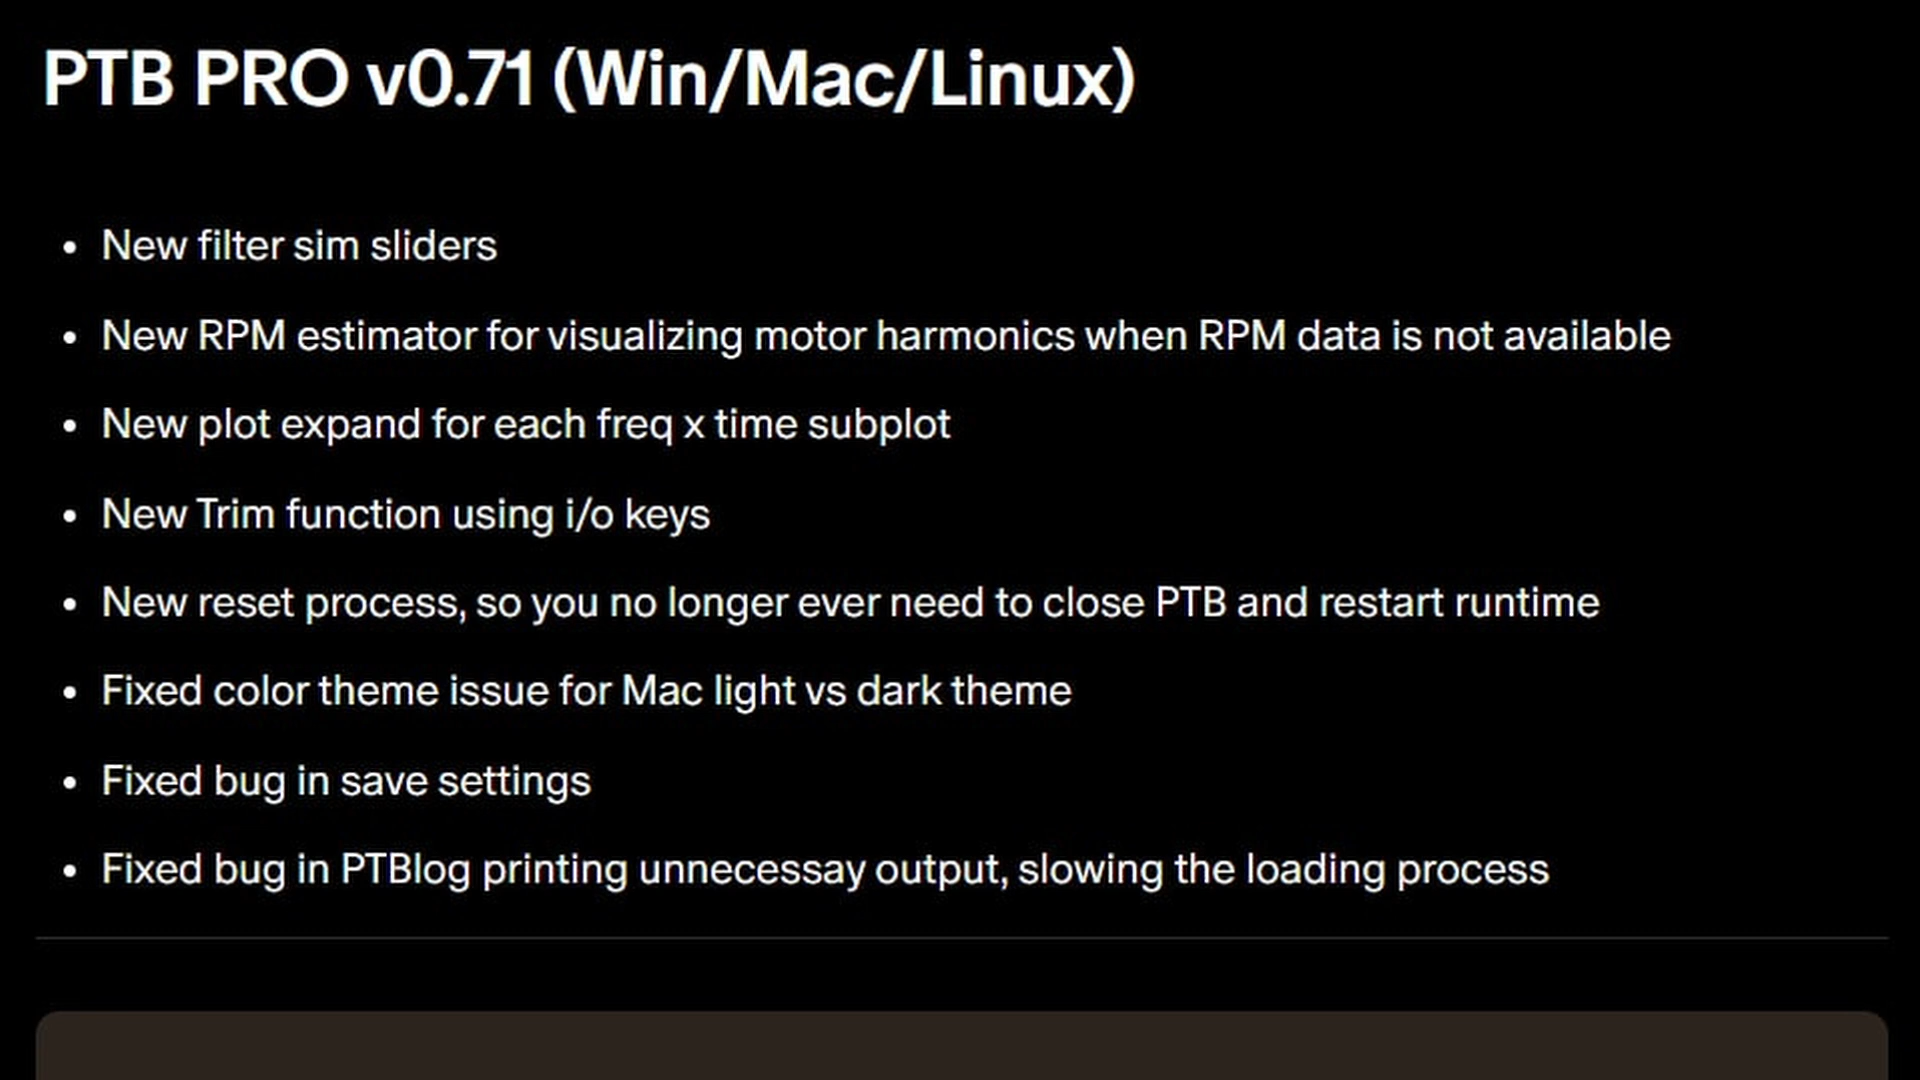 PTB PRO v0.71 (Win/Mac/Linux)
• New filter sim sliders
• New RPM estimator for visualizing motor harmonics when RPM data is not available
• New plot expand for each freq x time subplot
• New Trim function using i/o keys
• New reset process, so you no longer ever need to close PTB and restart runtime
• Fixed color theme issue for Mac light vs dark theme
• Fixed bug in save settings
• Fixed bug in PTBlog printing unnecessay output, slowing the loading process